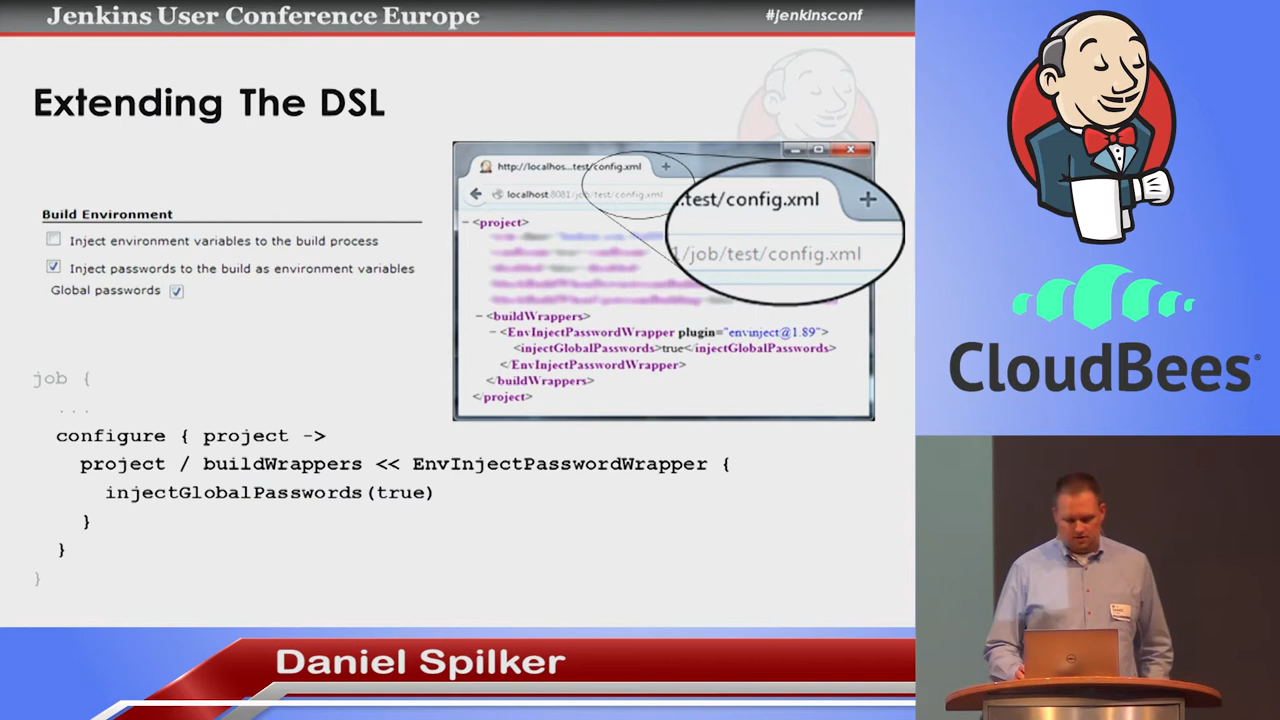 Jenkins User Conference Europe
#jenkinsconf
Extending The DSL
Build Environment
Inject environment variables to the build process
Inject passwords to the build as environment variables
Global passwords
http://localhos...test/config.xml
localhost:8081/job/test/config.xml
.test/config.xml
1/job/test/config.xml
<project>
<buildWrappers>
<EnvInjectPasswordWrapper plugin="envinject@1.89">
<injectGlobalPasswords>true</injectGlobalPasswords>
</EnvInjectPasswordWrapper>
</buildWrappers>
</project>
job {
...
configure { project ->
project / buildWrappers << EnvInjectPasswordWrapper {
injectGlobalPasswords(true)
}
}
}
CloudBees
Daniel Spilker